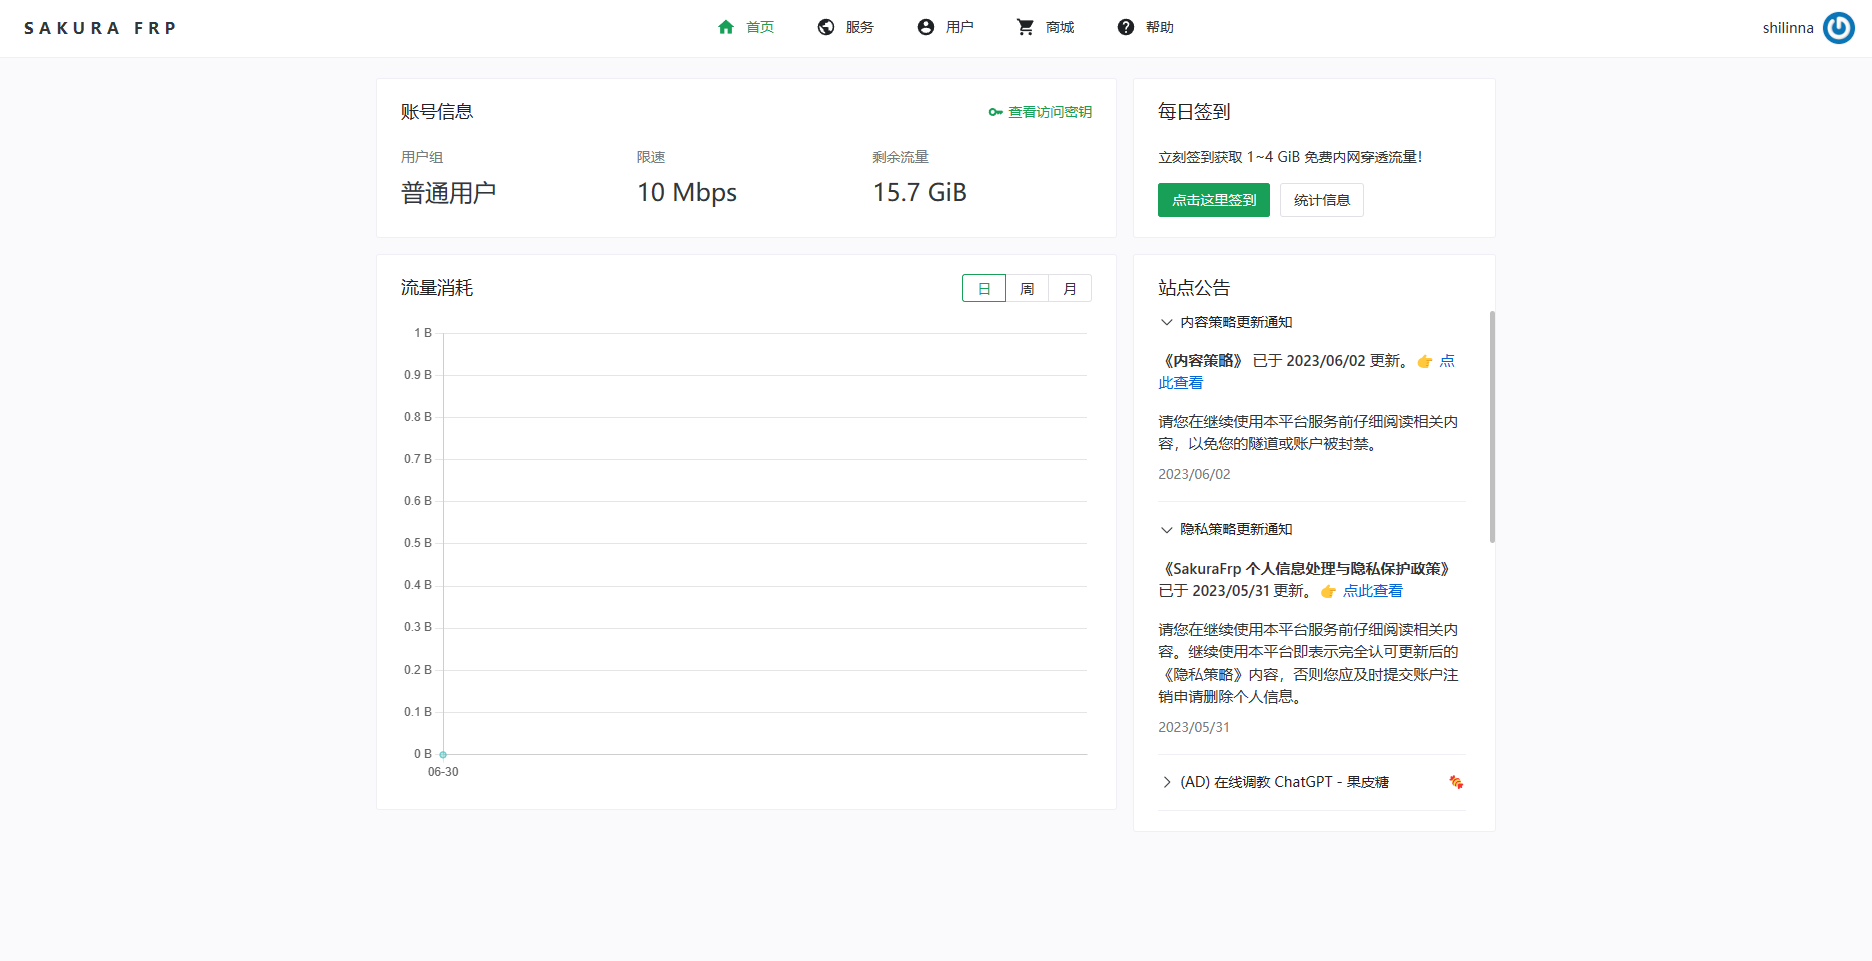 SAKURA FRP
首页
服务
用户
商城
帮助
shilinna
账号信息
查看访问密钥
用户组
限速
剩余流量
普通用户
10 Mbps
15.7 GiB
每日签到
立刻签到获取 1~4 GiB 免费内网穿透流量！
点击这里签到
统计信息
流量消耗
日
周
月
1 B
0.9 B
0.8 B
0.7 B
0.6 B
0.5 B
0.4 B
0.3 B
0.2 B
0.1 B
0 B
06-30
站点公告
内容策略更新通知
《内容策略》 已于 2023/06/02 更新。👉 点
此查看
请您在继续使用本平台服务前仔细阅读相关内
容，以免您的隧道或账户被封禁。
2023/06/02
隐私策略更新通知
《SakuraFrp 个人信息处理与隐私保护政策》
已于 2023/05/31 更新。👉 点此查看
请您在继续使用本平台服务前仔细阅读相关内
容。继续使用本平台即表示完全认可更新后的
《隐私策略》内容，否则您应及时提交账户注
销申请删除个人信息。
2023/05/31
(AD) 在线调教 ChatGPT - 果皮糖